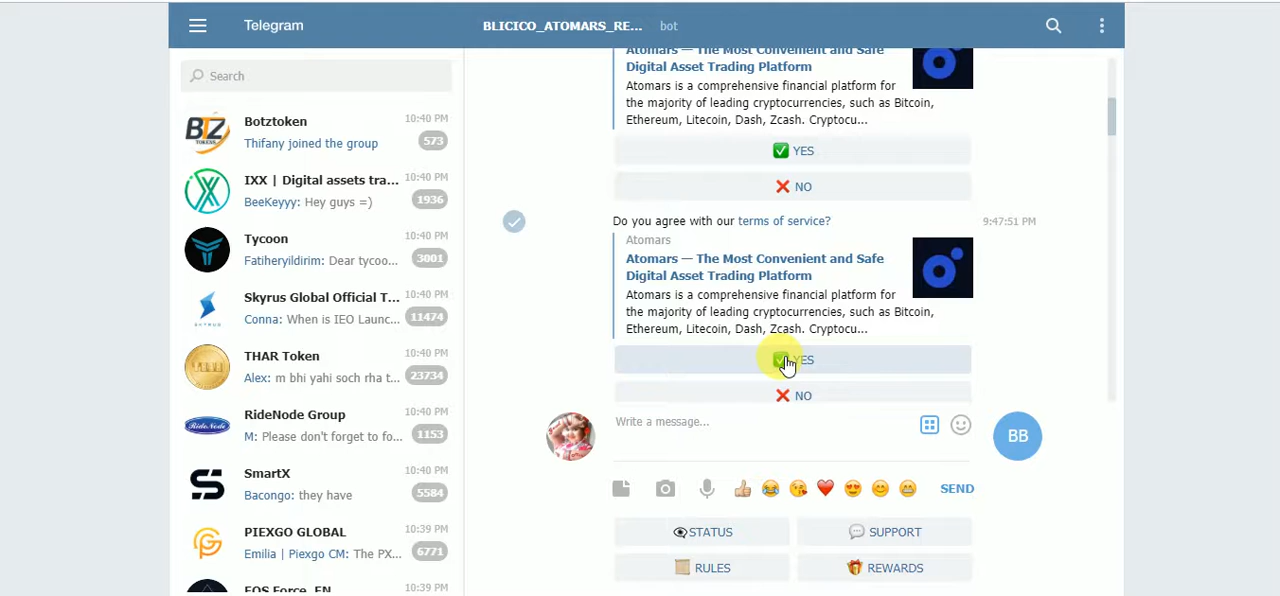 Telegram
BLICICO_ATOMARS_RE... bot
Search
BTZ
TOKENS
Botztoken 10:40 PM
Thifany joined the group 573
IXX | Digital assets tra... 10:40 PM
BeeKeyyy: Hey guys =) 1936
Tycoon 10:40 PM
Fatiheryildirim: Dear tycoo... 3001
SKYRUS
Skyrus Global Official T... 10:40 PM
Conna: When is IEO Launc... 11474
THAR Token 10:40 PM
Alex: m bhi yahi soch rha t... 23734
RideNode
RideNode Group 10:40 PM
M: Please don't forget to fo... 1153
SmartX 10:40 PM
Bacongo: they have 5584
PIEXGO GLOBAL 10:39 PM
Emilia | Piexgo CM: The PX... 6771
EOS Force_EN 10:39 PM
Atomars — The Most Convenient and Safe
Digital Asset Trading Platform
Atomars is a comprehensive financial platform for
the majority of leading cryptocurrencies, such as Bitcoin,
Ethereum, Litecoin, Dash, Zcash. Cryptocu...
YES
NO
Do you agree with our terms of service? 9:47:51 PM
Atomars
Atomars — The Most Convenient and Safe
Digital Asset Trading Platform
Atomars is a comprehensive financial platform for
the majority of leading cryptocurrencies, such as Bitcoin,
Ethereum, Litecoin, Dash, Zcash. Cryptocu...
YES
NO
Write a message...
BB
SEND
STATUS
SUPPORT
RULES
REWARDS